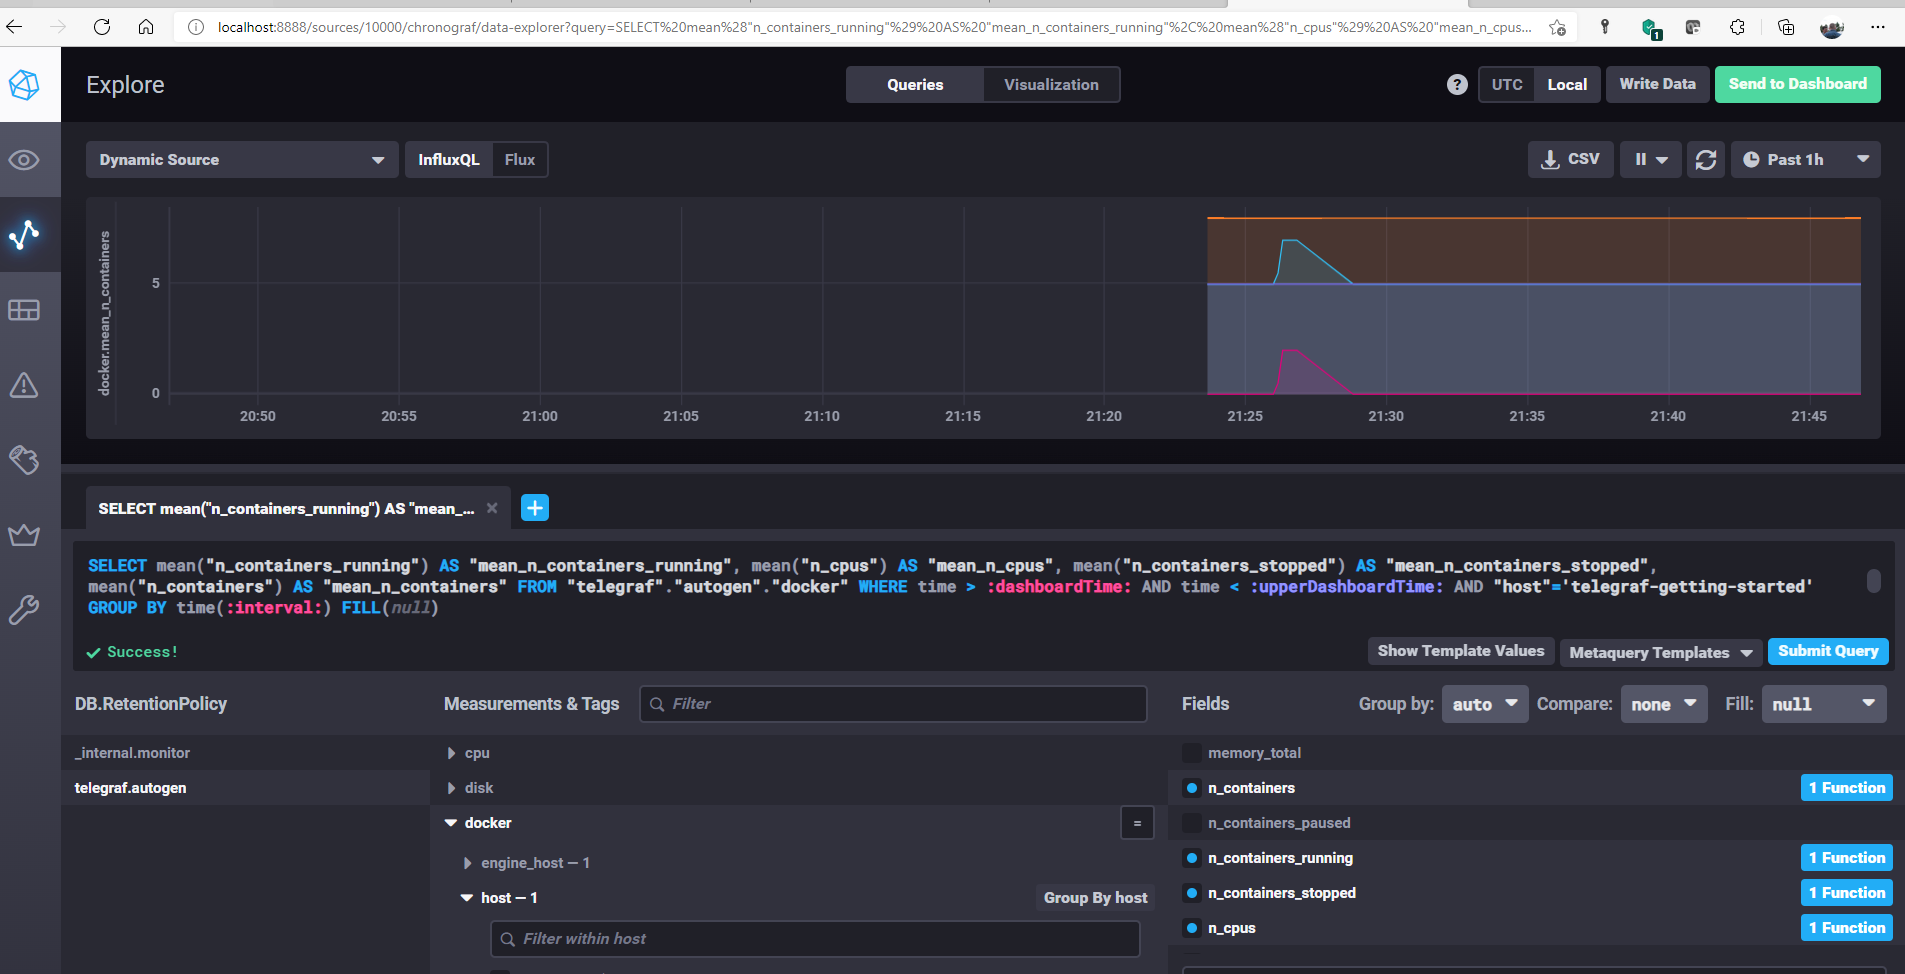 localhost:8888/sources/10000/chronograf/data-explorer?query=SELECT%20mean%28"n_containers_running"%29%20AS%20"mean_n_containers_running"%2C%20mean%28"n_cpus"%29%20AS%20"mean_n_cpus...
1
Explore
Queries
Visualization
?
UTC
Local
Write Data
Send to Dashboard
Dynamic Source
InfluxQL
Flux
CSV
Past 1h
docker.mean_n_containers
5
0
20:50
20:55
21:00
21:05
21:10
21:15
21:20
21:25
21:30
21:35
21:40
21:45
SELECT mean("n_containers_running") AS "mean_...
SELECT mean("n_containers_running") AS "mean_n_containers_running", mean("n_cpus") AS "mean_n_cpus", mean("n_containers_stopped") AS "mean_n_containers_stopped",
mean("n_containers") AS "mean_n_containers" FROM "telegraf"."autogen"."docker" WHERE time > :dashboardTime: AND time < :upperDashboardTime: AND "host"='telegraf-getting-started'
GROUP BY time(:interval:) FILL(null)
Success!
Show Template Values
Metaquery Templates
Submit Query
DB.RetentionPolicy
Measurements & Tags
Filter
Fields
Group by:
auto
Compare:
none
Fill:
null
_internal.monitor
telegraf.autogen
cpu
disk
docker
=
engine_host — 1
host — 1
Group By host
Filter within host
memory_total
n_containers
1 Function
n_containers_paused
n_containers_running
1 Function
n_containers_stopped
1 Function
n_cpus
1 Function